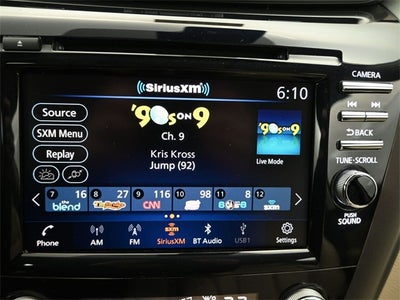 SiriusXM
6:10
CAMERA
Source
'90s ON 9
SXM Menu
Ch. 9
BACK
Replay
Kris Kross
Live Mode
TUNE·SCROLL
Jump (92)
7 16 8 27 9 116 10 98 11 8 12
the blend CNN sxm
PUSH
SOUND
Phone AM FM SiriusXM BT Audio USB1 Settings